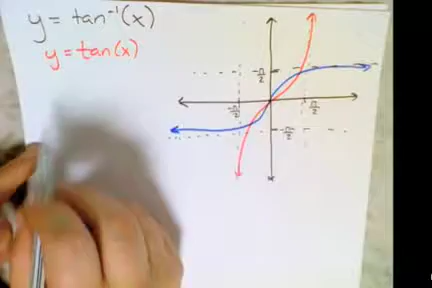 y = tan⁻¹(x)
y = tan(x)
-π/2
-π/2
π/2
-π/2